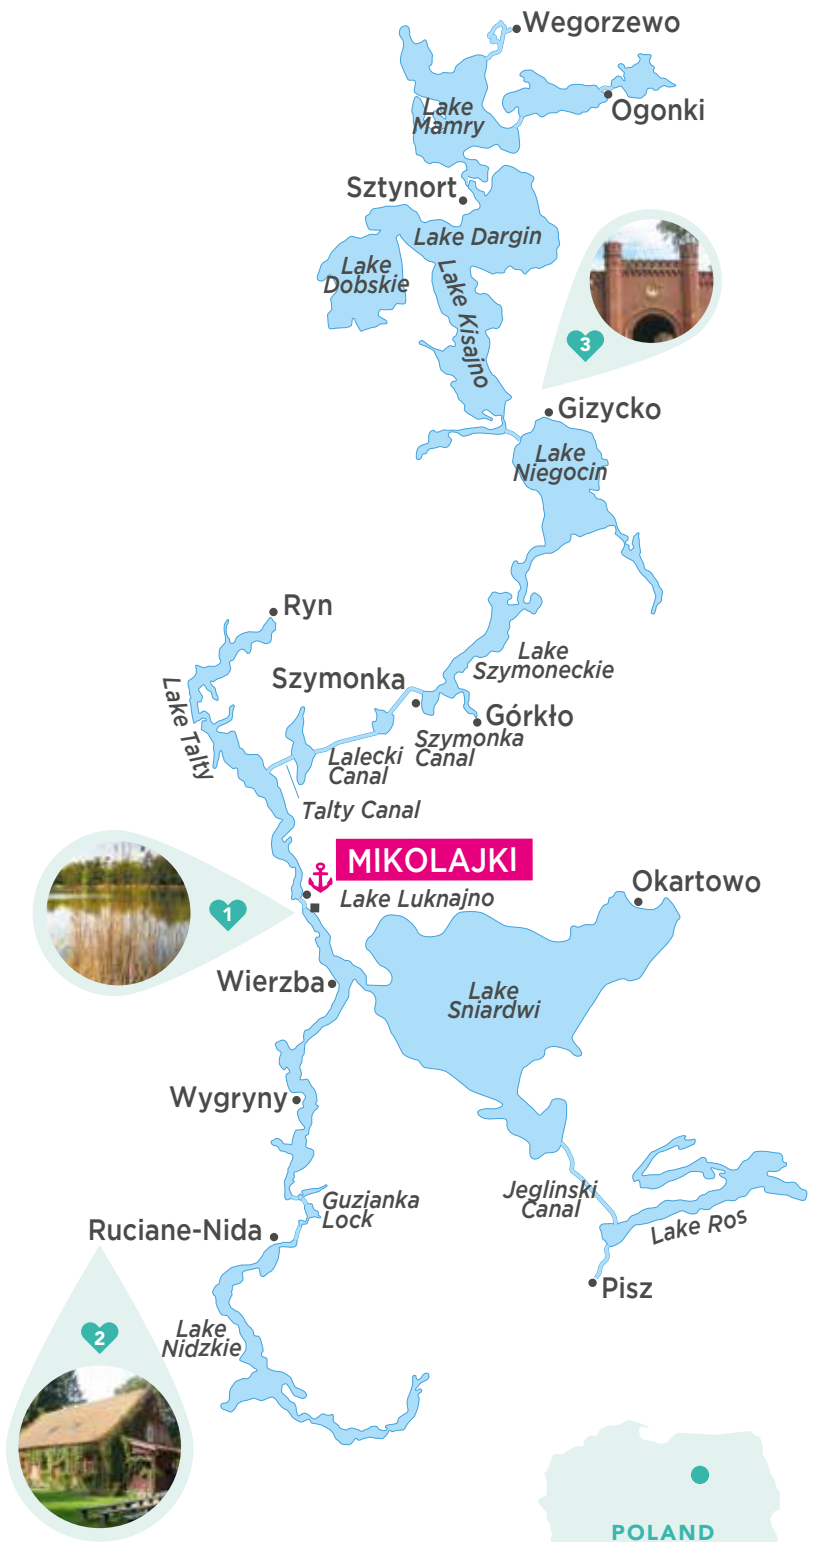 Wegorzewo
Ogonki
Lake
Mamry
Sztynort
Lake Dargin
Lake
Dobskie
Lake Kisajno
3
Gizycko
Lake
Niegocin
Ryn
Lake
Szymoneckie
Szymonka
Lake Talty
Górkło
Szymonka
Canal
Lalecki
Canal
Talty Canal
MIKOLAJKI
Okartowo
Lake Luknajno
1
Wierzba
Lake
Sniardwi
Wygryny
Jeglinski
Canal
Guzianka
Lock
Ruciane-Nida
Lake Ros
Pisz
2
Lake
Nidzkie
POLAND